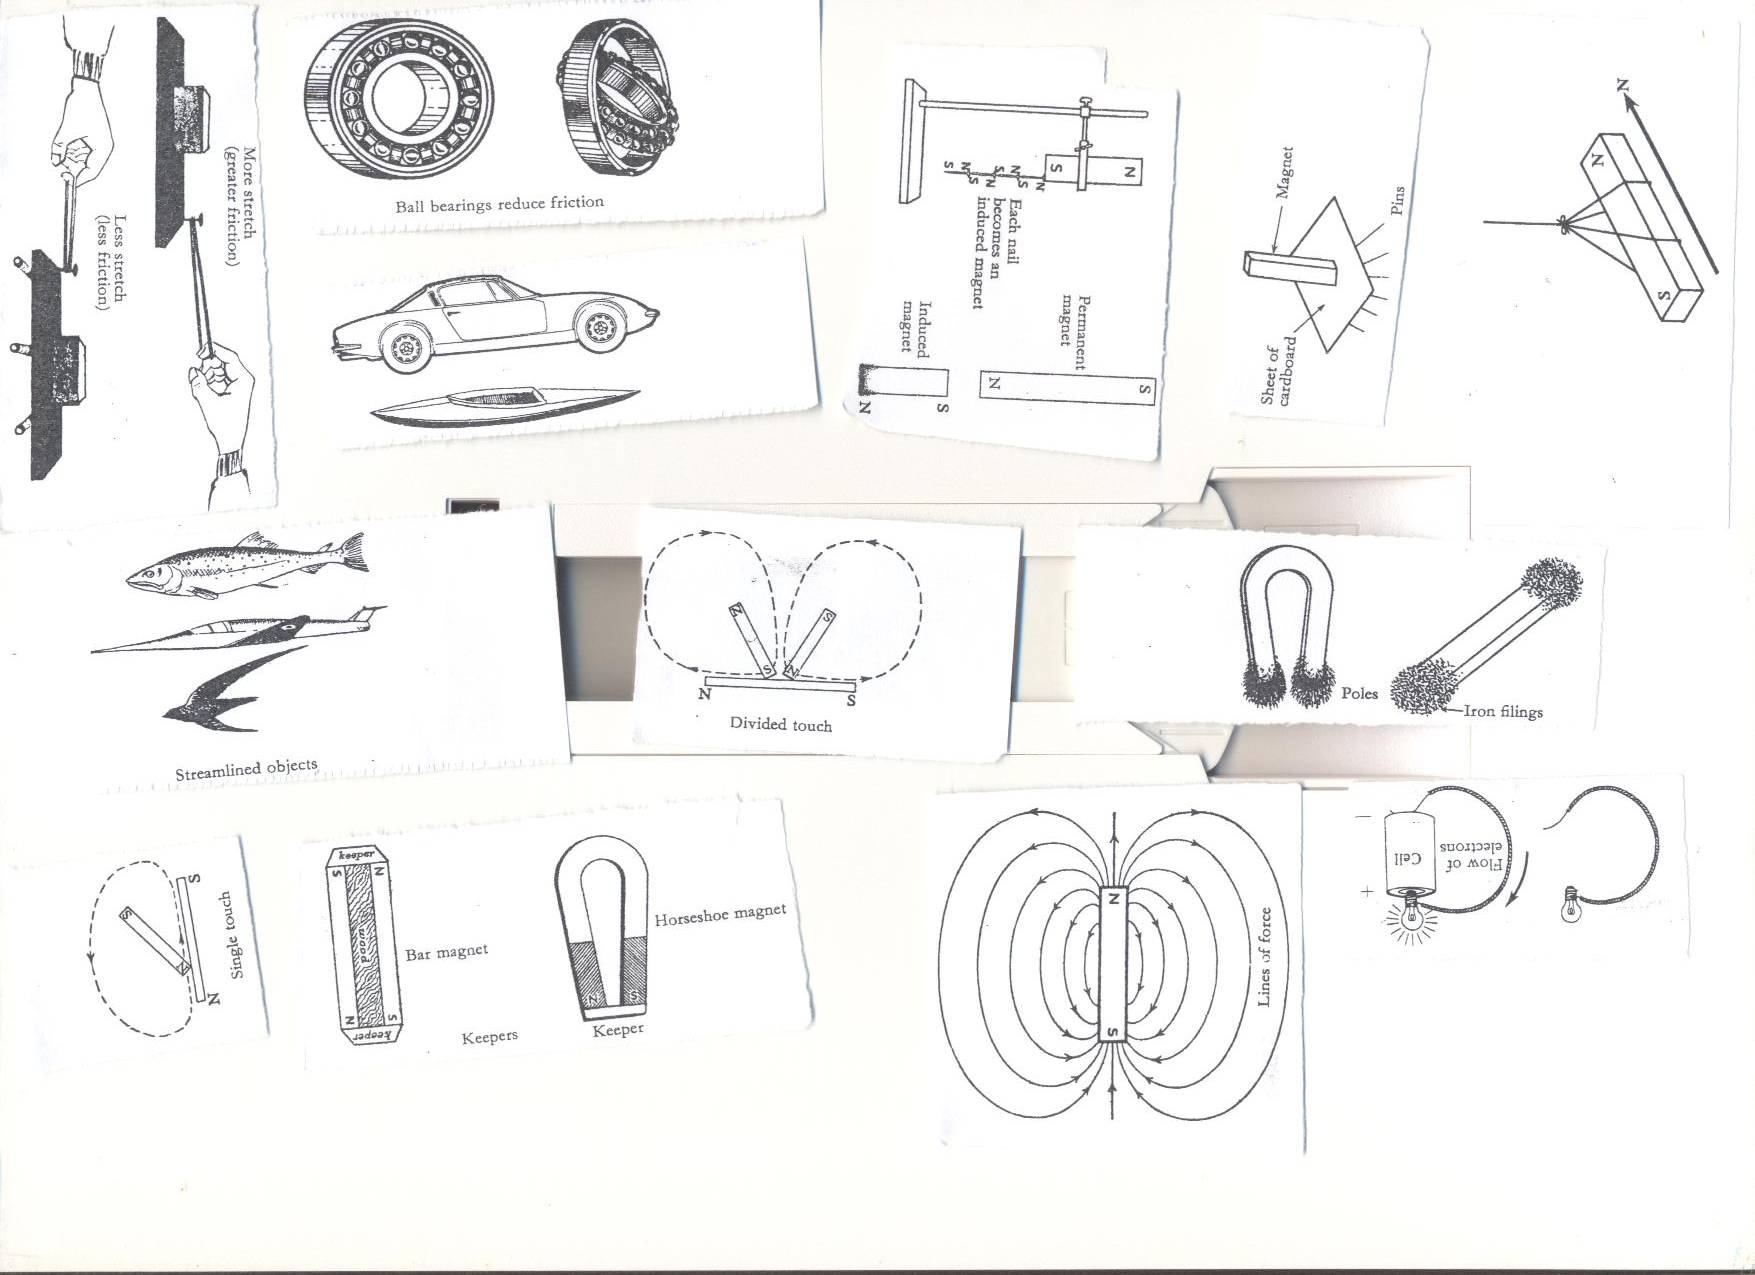 More stretch
(greater friction)
Less stretch
(less friction)
Ball bearings reduce friction
S
N
N
S
N
S
N
S
N
S
Each nail
becomes an
induced magnet
Permanent
magnet
N
S
Induced
magnet
N
S
Magnet
Pins
Sheet of
cardboard
N
N
S
Streamlined objects
N
S
S
N
N
S
Divided touch
Poles
Iron filings
S
S
N
Single touch
keeper
S
N
wood
N
S
keeper
Bar magnet
Keepers
Horseshoe magnet
N
S
Keeper
N
S
Lines of force
−
Cell
+
Flow of
electrons